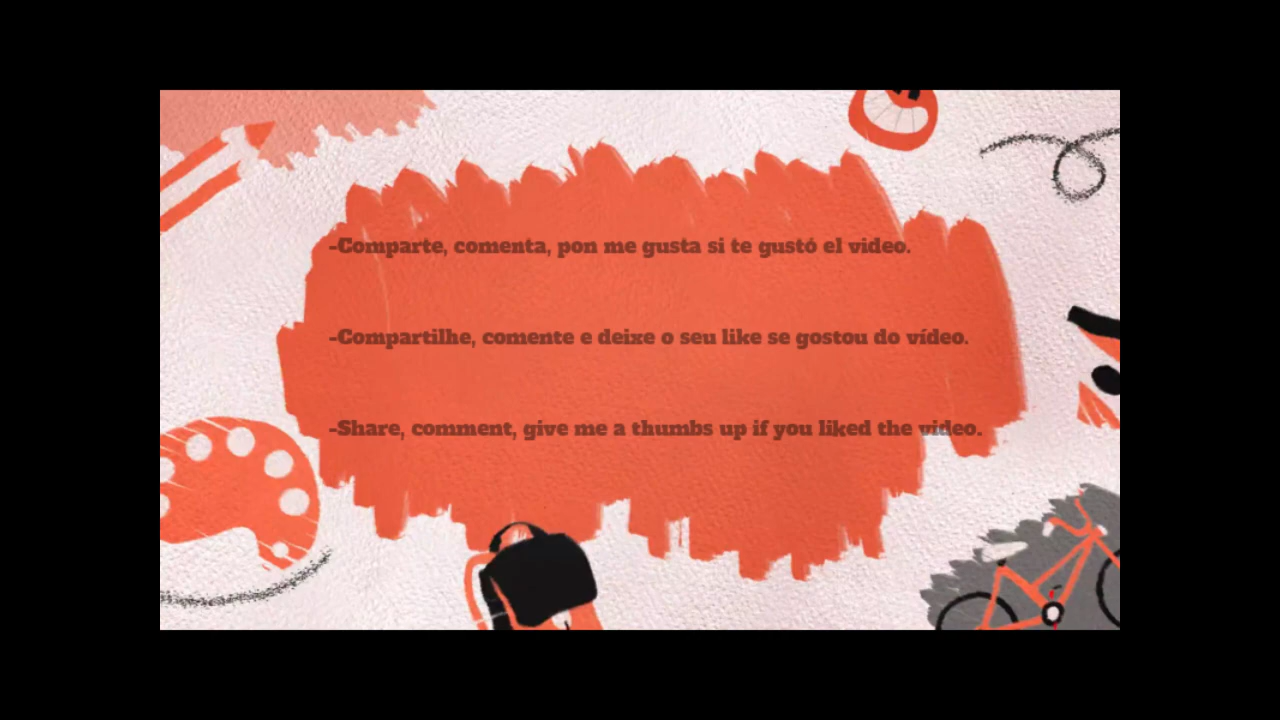 -Comparte, comenta, pon me gusta si te gustó el video.
-Compartilhe, comente e deixe o seu like se gostou do vídeo.
-Share, comment, give me a thumbs up if you liked the video.